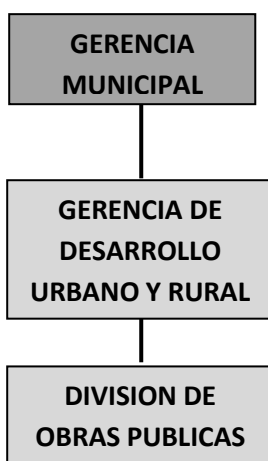 GERENCIA
MUNICIPAL
GERENCIA DE
DESARROLLO
URBANO Y RURAL
DIVISION DE
OBRAS PUBLICAS